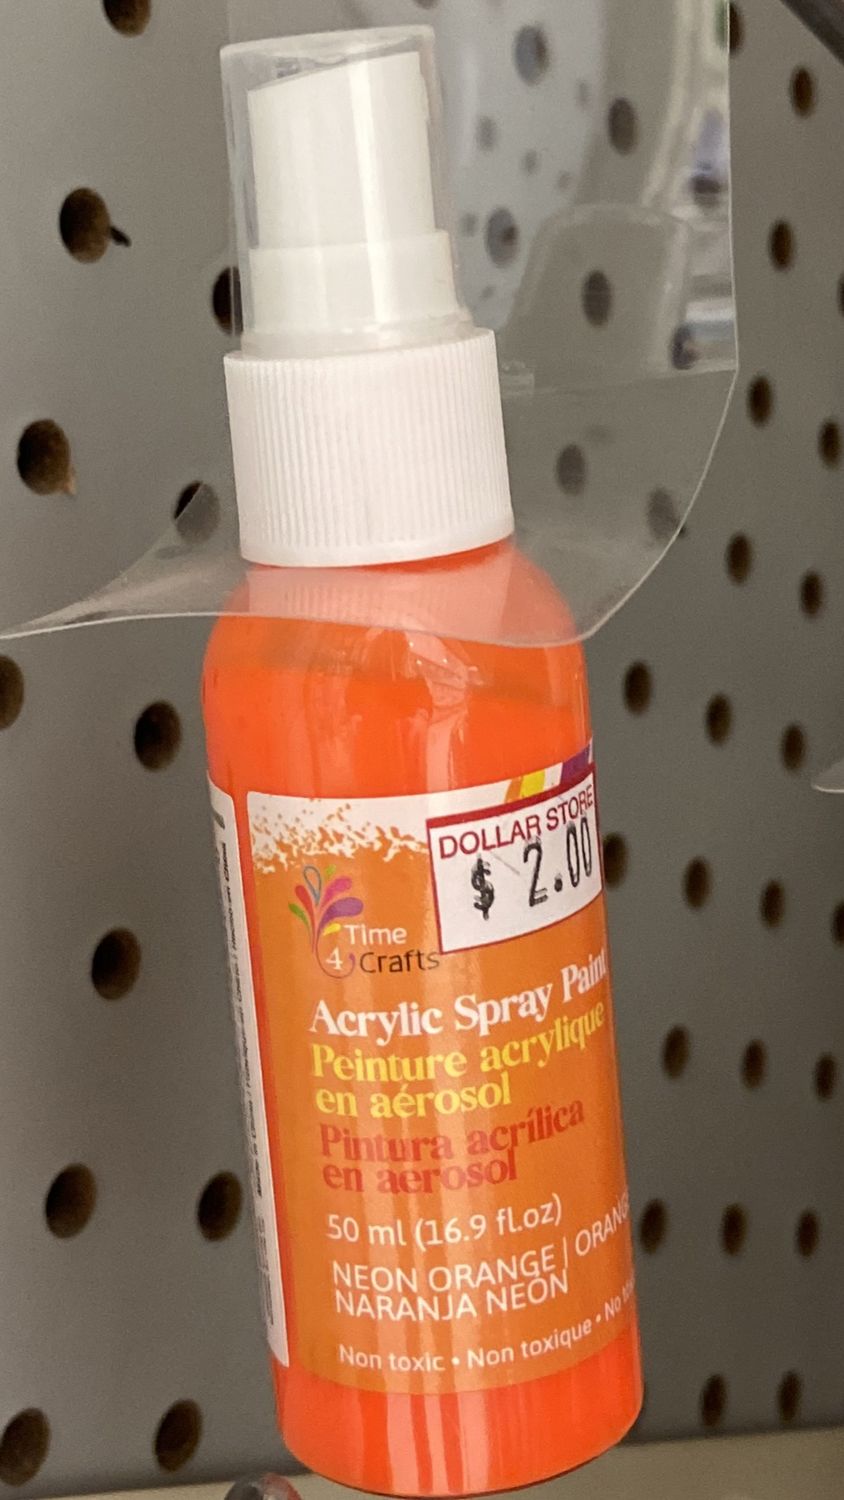 DOLLAR STORE
$ 2.00
Time
4 Crafts
Acrylic Spray Paint
Peinture acrylique
en aérosol
Pintura acrílica
en aerosol
50 ml (16.9 fl.oz)
NEON ORANGE | ORANGE
NARANJA NEON
Non toxic • Non toxique • No